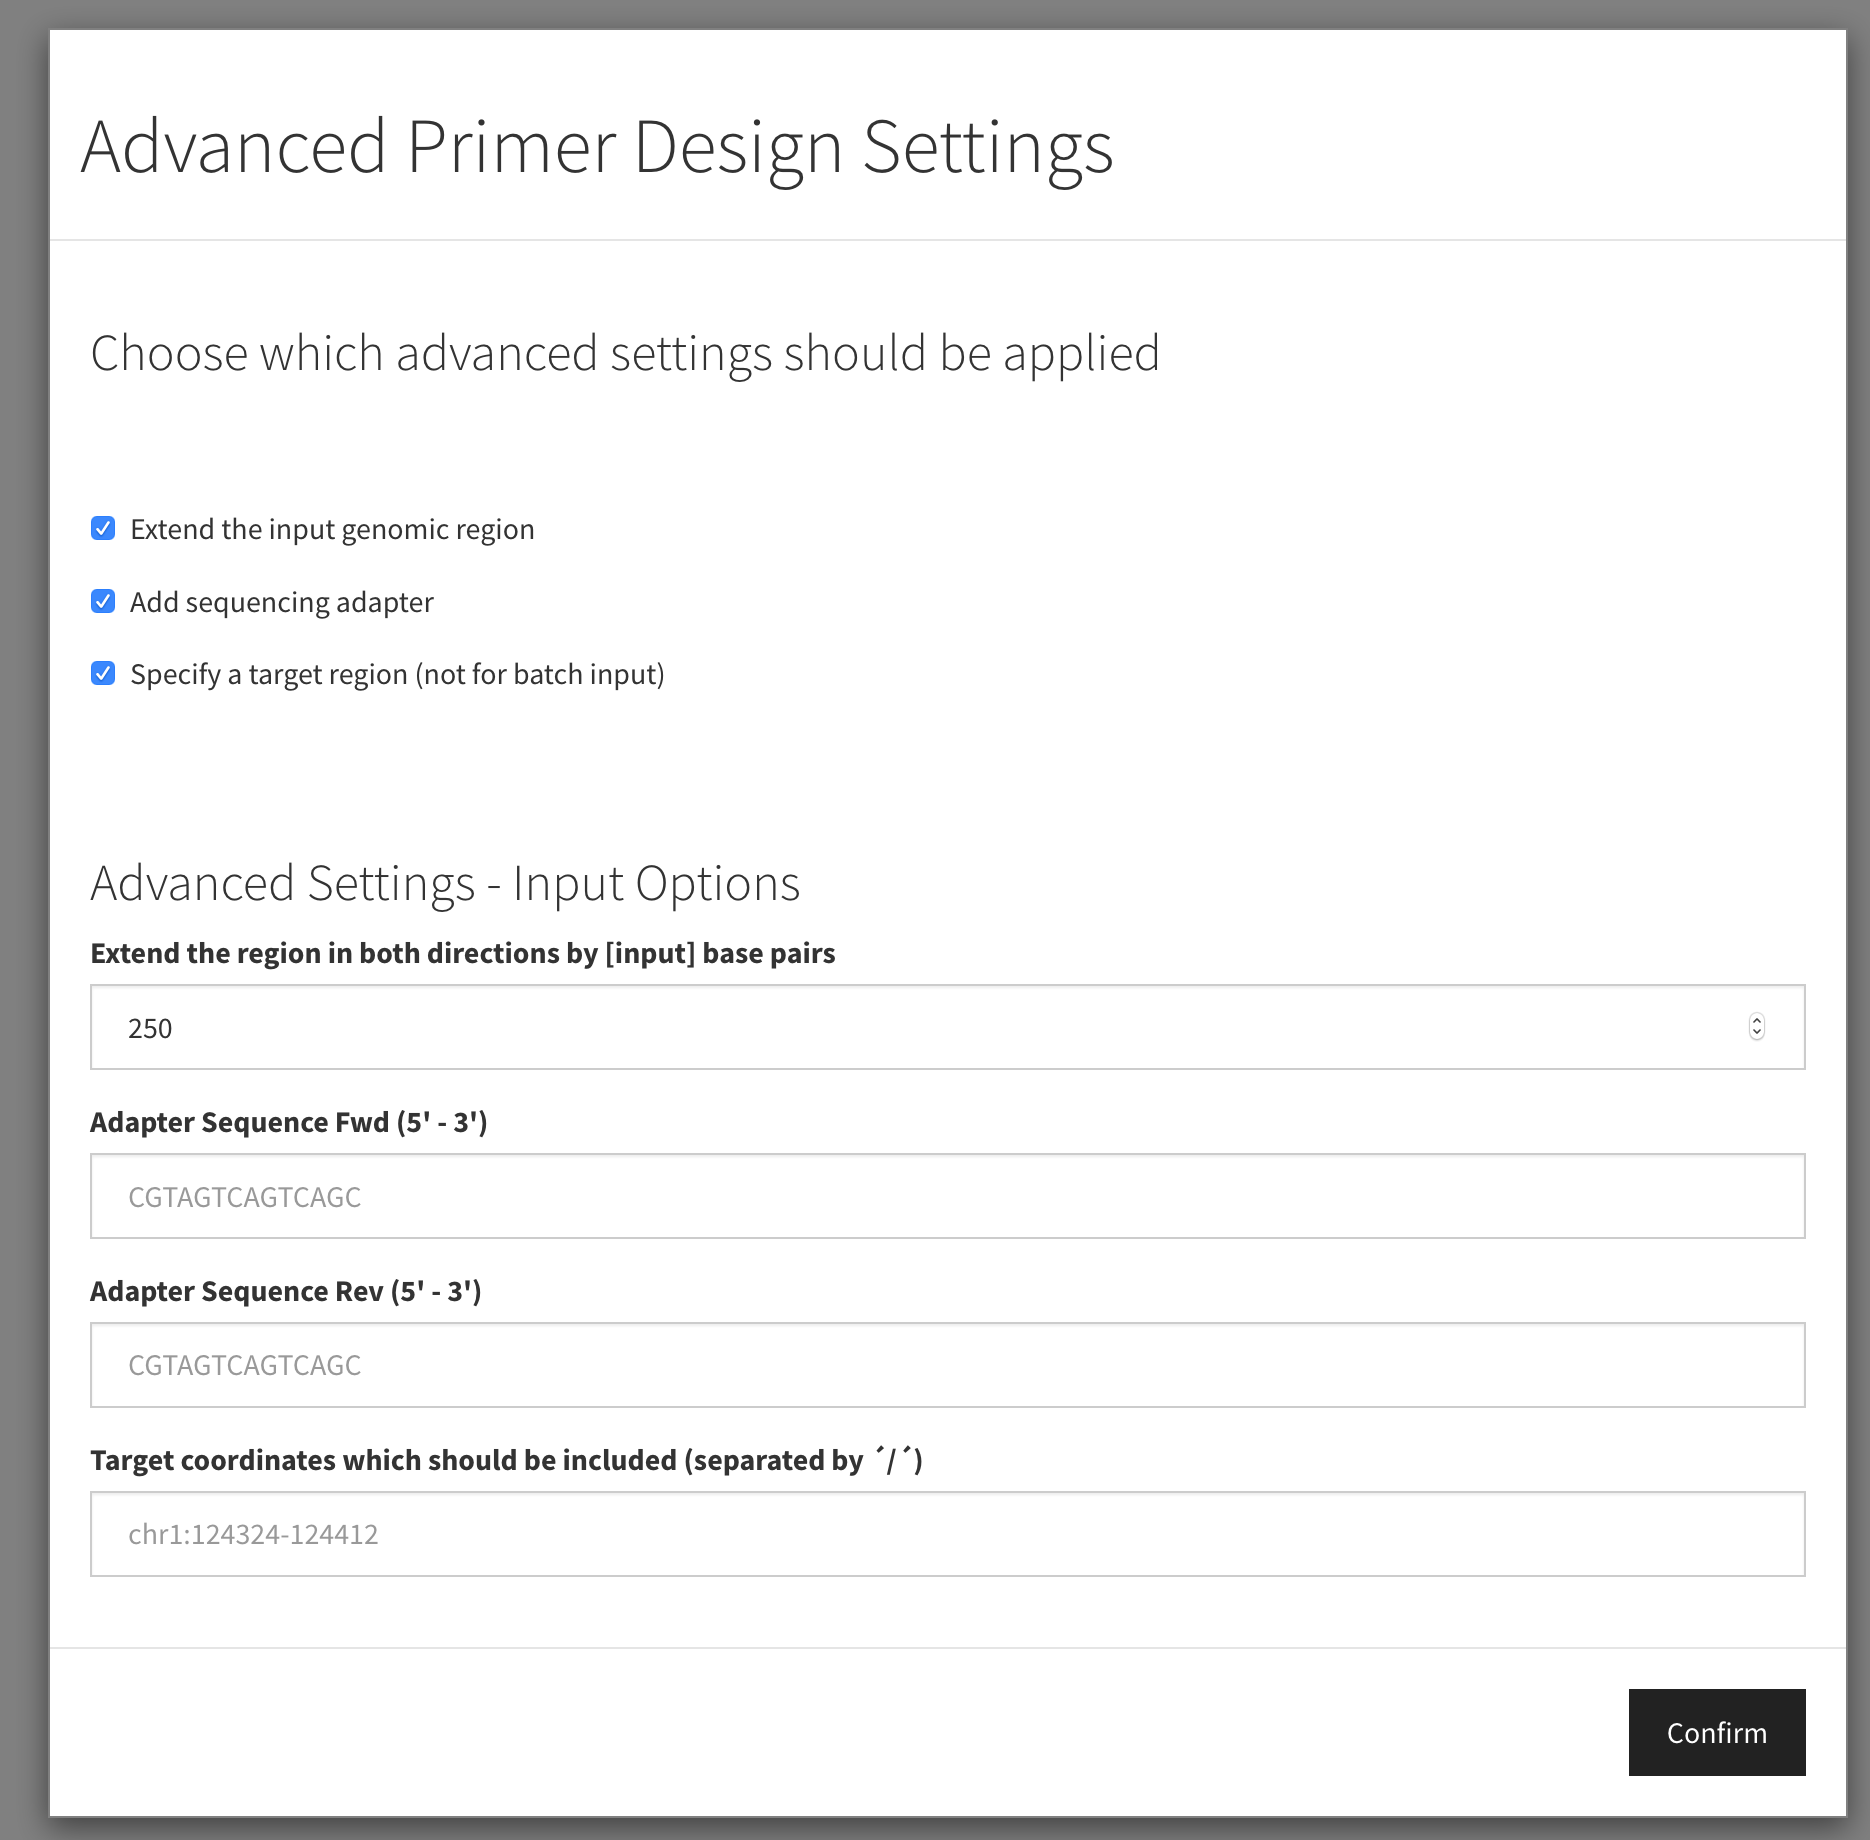 Advanced Primer Design Settings
Choose which advanced settings should be applied
Extend the input genomic region
Add sequencing adapter
Specify a target region (not for batch input)
Advanced Settings - Input Options
Extend the region in both directions by [input] base pairs
250
Adapter Sequence Fwd (5' - 3')
CGTAGTCAGTCAGC
Adapter Sequence Rev (5' - 3')
CGTAGTCAGTCAGC
Target coordinates which should be included (separated by ´/´)
chr1:124324-124412
Confirm